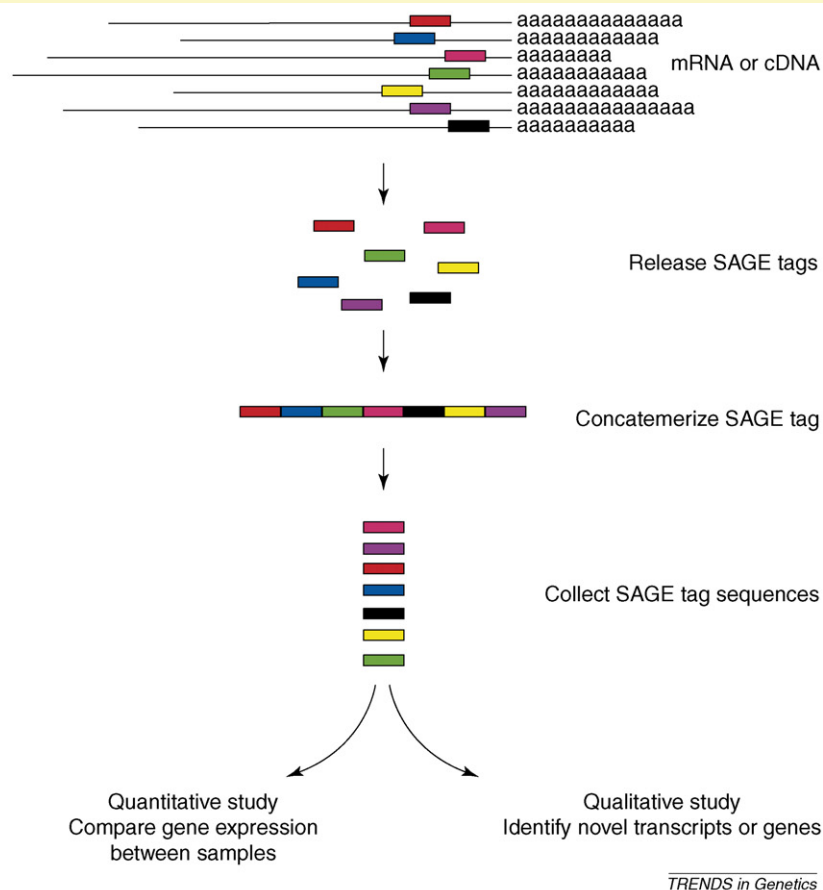 aaaaaaaaaaaaaa
aaaaaaaaaaaa
aaaaaaaa
mRNA or cDNA
aaaaaaaaaaa
aaaaaaaaaaaa
aaaaaaaaaaaaaaa
aaaaaaaaaa
Release SAGE tags
Concatemerize SAGE tag
Collect SAGE tag sequences
Quantitative study
Compare gene expression
between samples
Qualitative study
Identify novel transcripts or genes
TRENDS in Genetics